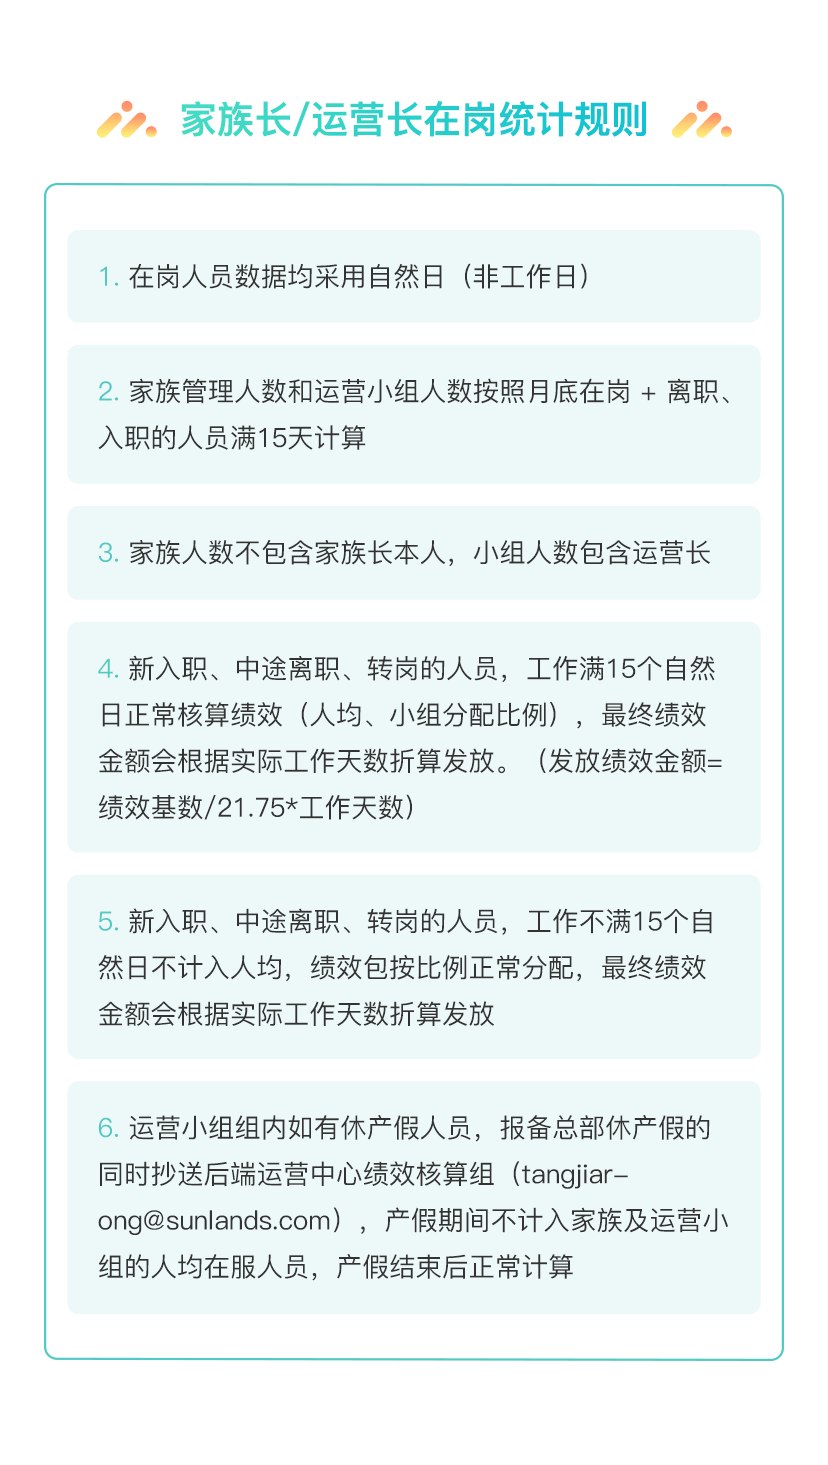 家族长/运营长在岗统计规则
1. 在岗人员数据均采用自然日（非工作日）
2. 家族管理人数和运营小组人数按照月底在岗 + 离职、
入职的人员满15天计算
3. 家族人数不包含家族长本人，小组人数包含运营长
4. 新入职、中途离职、转岗的人员，工作满15个自然
日正常核算绩效（人均、小组分配比例），最终绩效
金额会根据实际工作天数折算发放。（发放绩效金额=
绩效基数/21.75*工作天数）
5. 新入职、中途离职、转岗的人员，工作不满15个自
然日不计入人均，绩效包按比例正常分配，最终绩效
金额会根据实际工作天数折算发放
6. 运营小组组内如有休产假人员，报备总部休产假的
同时抄送后端运营中心绩效核算组（tangjiar-
ong@sunlands.com），产假期间不计入家族及运营小
组的人均在服人员，产假结束后正常计算